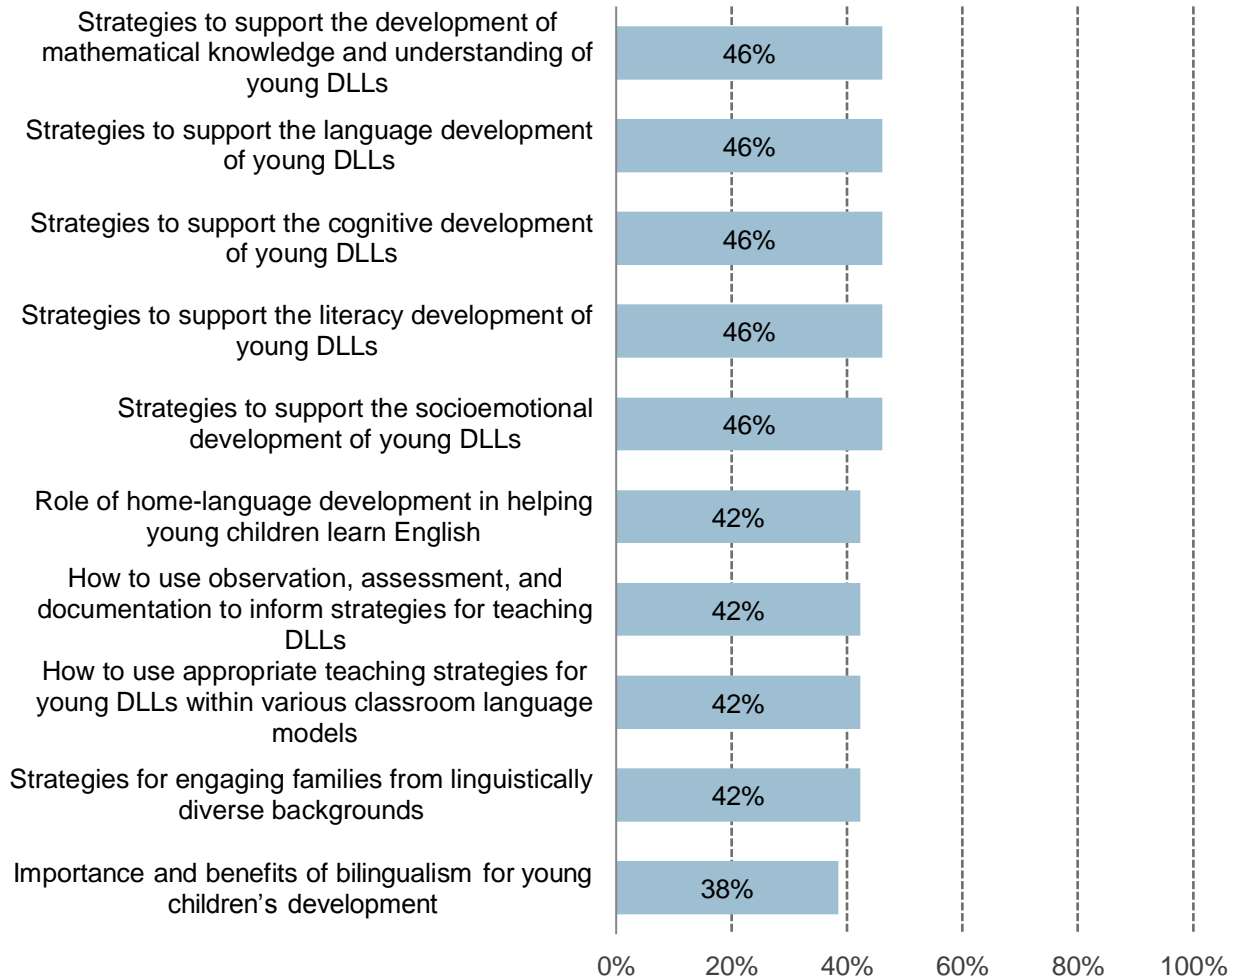 Strategies to support the development of
mathematical knowledge and understanding of
young DLLs
46%
Strategies to support the language development
of young DLLs
46%
Strategies to support the cognitive development
of young DLLs
46%
Strategies to support the literacy development of
young DLLs
46%
Strategies to support the socioemotional
development of young DLLs
46%
Role of home-language development in helping
young children learn English
42%
How to use observation, assessment, and
documentation to inform strategies for teaching
DLLs
42%
How to use appropriate teaching strategies for
young DLLs within various classroom language
models
42%
Strategies for engaging families from linguistically
diverse backgrounds
42%
Importance and benefits of bilingualism for young
children’s development
38%
0% 20% 40% 60% 80% 100%